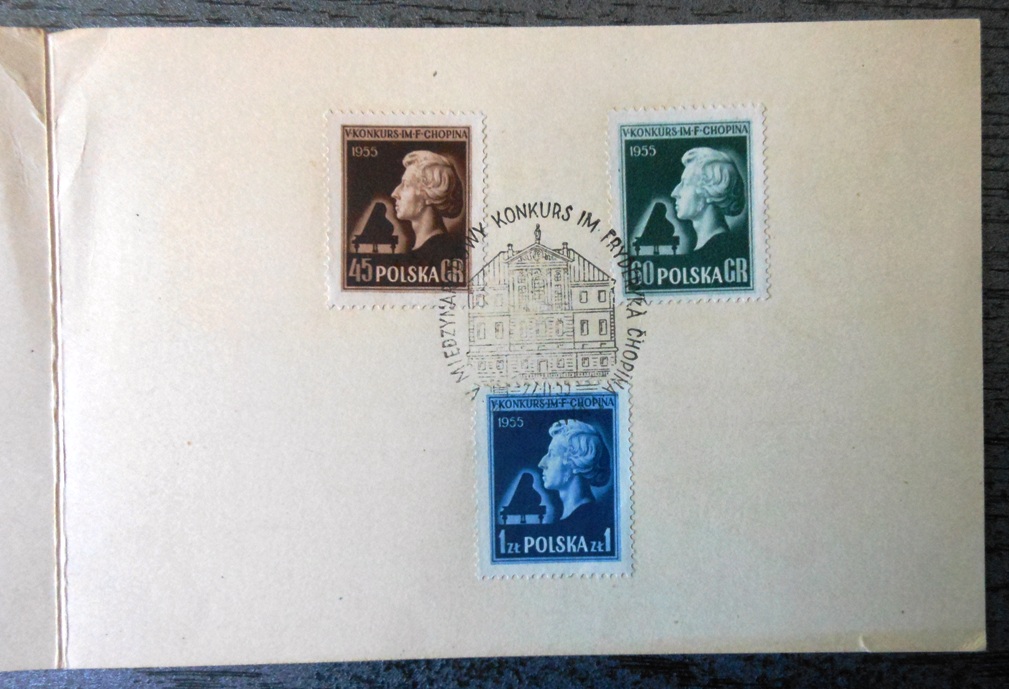 V·KONKURS·IM·F·CHOPINA
1955
45 POLSKA GR
V·KONKURS·IM·F·CHOPINA
1955
60 POLSKA GR
V MIĘDZYNARODOWY KONKURS IM. FRYDERYKA CHOPINA
V·KONKURS·IM·F·CHOPINA
1955
1 ZŁ POLSKA ZŁ 1